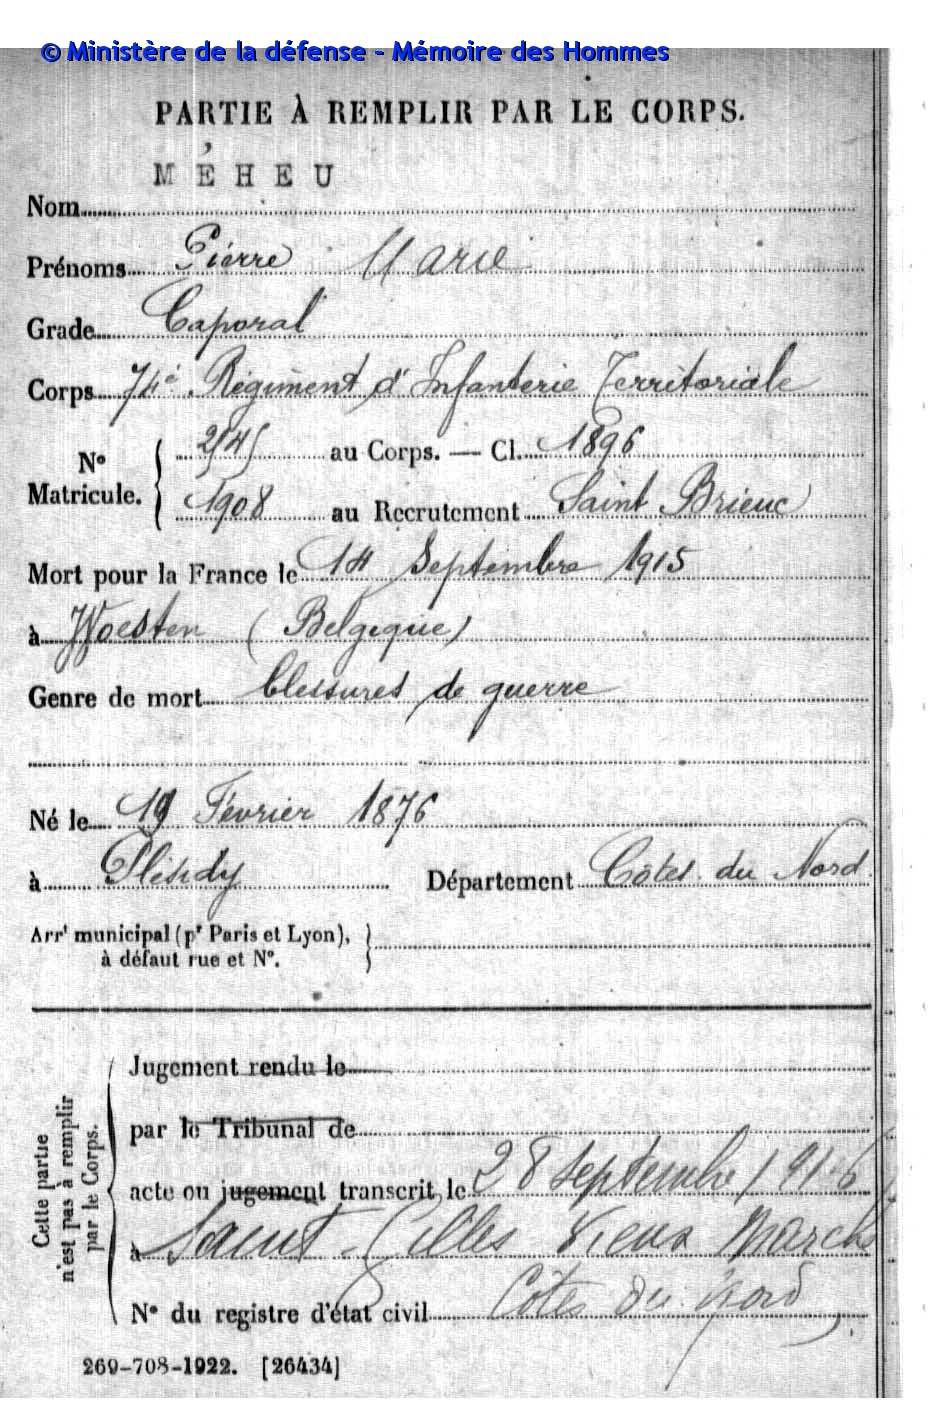 © Ministère de la défense - Mémoire des Hommes
PARTIE À REMPLIR PAR LE CORPS.
MÉHEU
Nom
Prénoms Pierre Marie
Grade Caporal
Corps 74e Régiment d'Infanterie Territoriale
N° Matricule. 2545 au Corps. — Cl. 1896
1908 au Recrutement Saint Brieuc
Mort pour la France le 14 Septembre 1915
à Woesten (Belgique)
Genre de mort blessures de guerre
Né le 19 Février 1876
à Plésidy Département Côtes du Nord
Arrt municipal (pr Paris et Lyon),
à défaut rue et N°.
Cette partie
n'est pas à remplir
par le Corps.
Jugement rendu le
par le Tribunal de
acte ou jugement transcrit le 28 septembre 1916
à Saint Gilles Vieux Marché
Côtes du Nord
N° du registre d'état civil
269-708-1922. [26434]